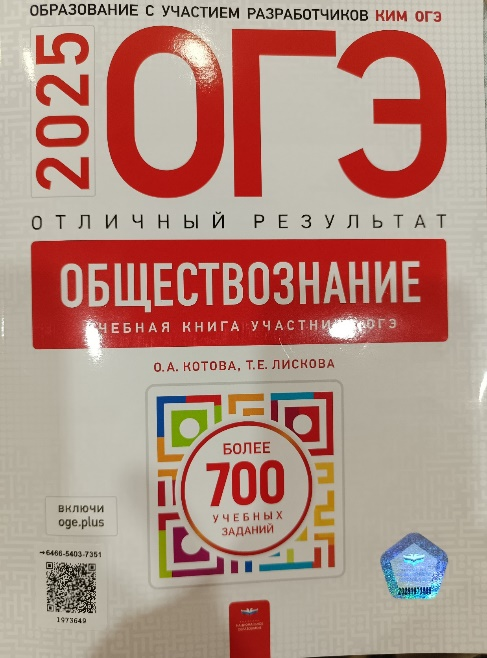 ОБРАЗОВАНИЕ С УЧАСТИЕМ РАЗРАБОТЧИКОВ КИМ ОГЭ
2025
ОГЭ
ОТЛИЧНЫЙ РЕЗУЛЬТАТ
ОБЩЕСТВОЗНАНИЕ
УЧЕБНАЯ КНИГА УЧАСТНИКА ОГЭ
О.А. КОТОВА, Т.Е. ЛИСКОВА
БОЛЕЕ
700
УЧЕБНЫХ
ЗАДАНИЙ
ВКЛЮЧИ
oge.plus
→6466-5403-7351
1973649